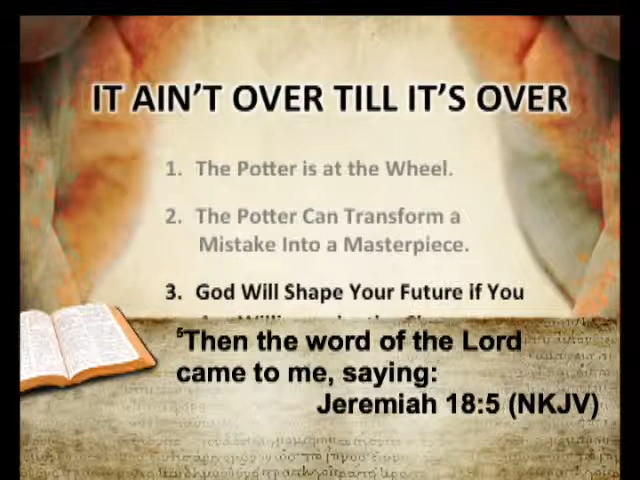 IT AIN'T OVER TILL IT'S OVER
1. The Potter is at the Wheel.
2. The Potter Can Transform a
Mistake Into a Masterpiece.
3. God Will Shape Your Future if You
5Then the word of the Lord
came to me, saying:
Jeremiah 18:5 (NKJV)